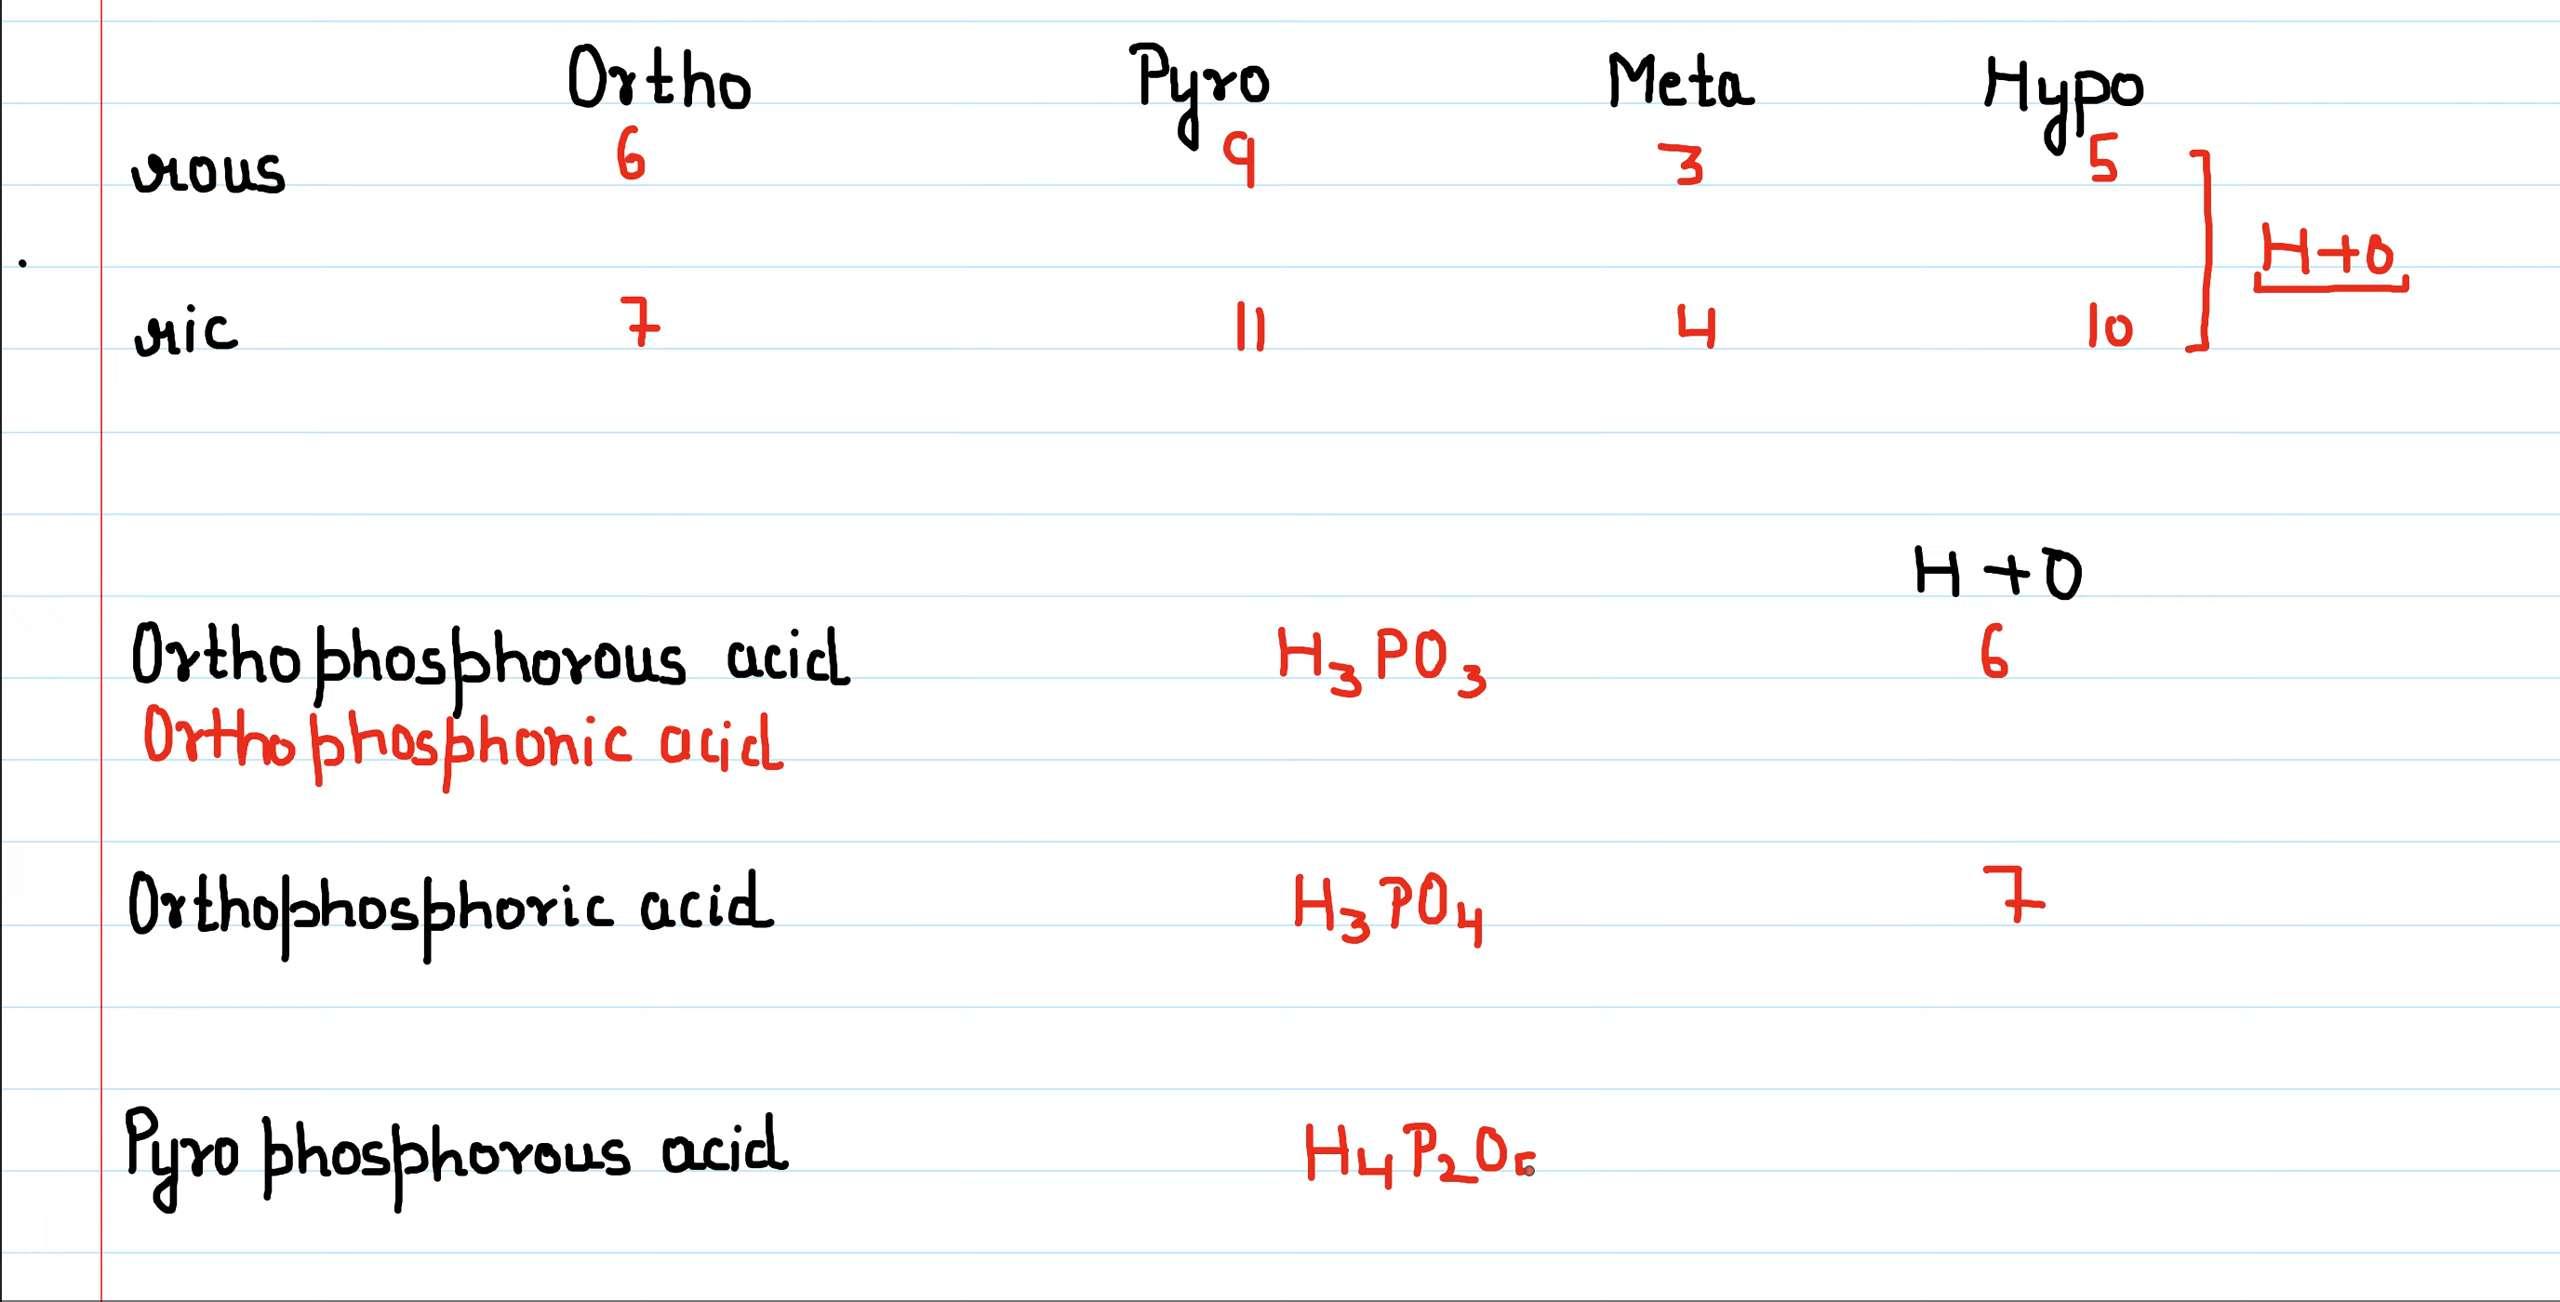 Ortho Pyro Meta Hypo
rous 6 9 3 5
H+O
ric 7 11 4 10
H+O
Orthophosphorous acid H3PO3 6
Orthophosphonic acid
Orthophosphoric acid H3PO4 7
Pyrophosphorous acid H4P2O5